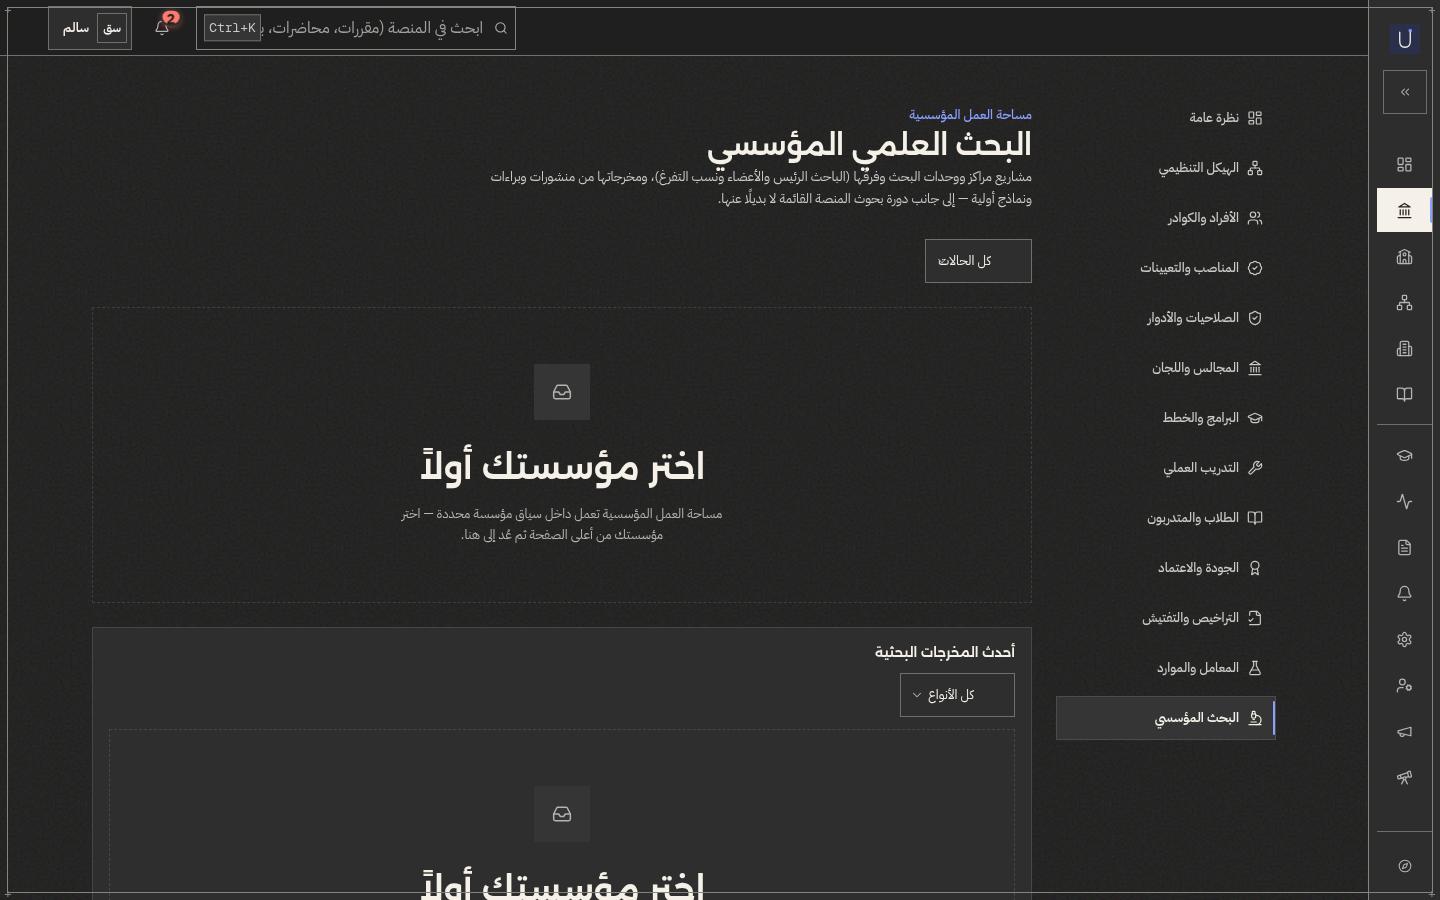 ابحث في المنصة (مقررات، محاضرات،
Ctrl+K
2
سق
سالم
نظرة عامة
الهيكل التنظيمي
الأفراد والكوادر
المناصب والتعيينات
الصلاحيات والأدوار
المجالس واللجان
البرامج والخطط
التدريب العملي
الطلاب والمتدربون
الجودة والاعتماد
التراخيص والتفتيش
المعامل والموارد
البحث المؤسسي
مساحة العمل المؤسسية
البحث العلمي المؤسسي
مشاريع مراكز ووحدات البحث وفرقها (الباحث الرئيس والأعضاء ونسب التفرغ)، ومخرجاتها من منشورات وبراءات
ونماذج أولية — إلى جانب دورة بحوث المنصة القائمة لا بديلًا عنها.
كل الحالات
اختر مؤسستك أولاً
مساحة العمل المؤسسية تعمل داخل سياق مؤسسة محددة — اختر
مؤسستك من أعلى الصفحة ثم عُد إلى هنا.
أحدث المخرجات البحثية
كل الأنواع
اختر مؤسستك أولاً